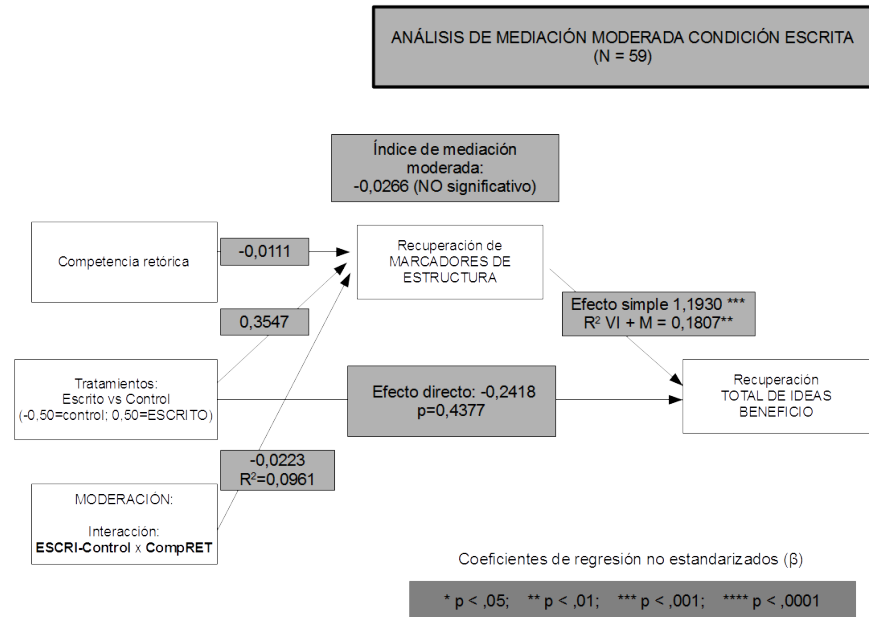 ANÁLISIS DE MEDIACIÓN MODERADA CONDICIÓN ESCRITA
(N = 59)
Índice de mediación
moderada:
-0,0266 (NO significativo)
Competencia retórica
-0,0111
Recuperación de
MARCADORES DE
ESTRUCTURA
0,3547
Efecto simple 1,1930 ***
R² VI + M = 0,1807**
Tratamientos:
Escrito vs Control
(-0.50=control; 0,50=ESCRITO)
Efecto directo: -0,2418
p=0,4377
Recuperación
TOTAL DE IDEAS
BENEFICIO
-0,0223
R²=0,0961
MODERACIÓN:
Interacción:
ESCRI-Control x CompRET
Coeficientes de regresión no estandarizados (β)
* p < ,05; ** p < ,01; *** p < ,001; **** p < ,0001